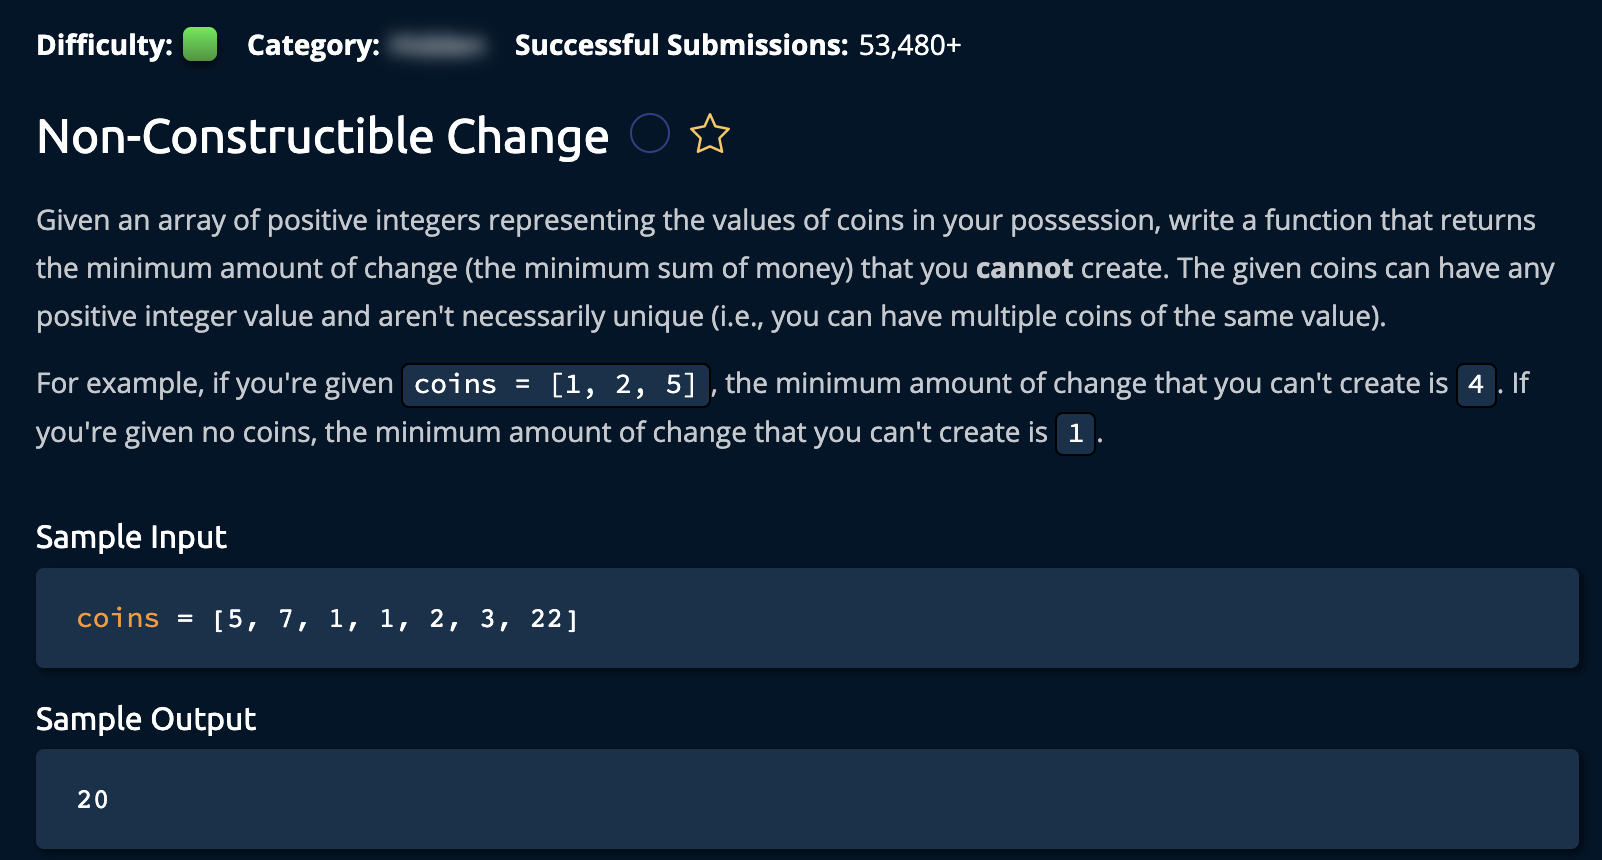 Difficulty: Category: Successful Submissions: 53,480+
Non-Constructible Change
Given an array of positive integers representing the values of coins in your possession, write a function that returns
the minimum amount of change (the minimum sum of money) that you cannot create. The given coins can have any
positive integer value and aren't necessarily unique (i.e., you can have multiple coins of the same value).
For example, if you're given coins = [1, 2, 5], the minimum amount of change that you can't create is 4. If
you're given no coins, the minimum amount of change that you can't create is 1.
Sample Input
coins = [5, 7, 1, 1, 2, 3, 22]
Sample Output
20